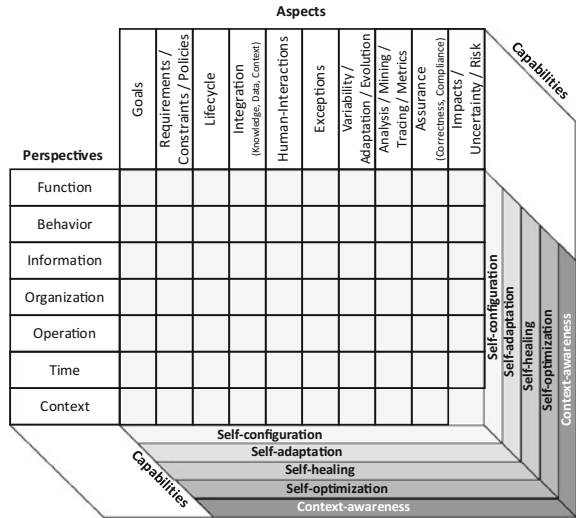 Aspects
Capabilities
Goals
Requirements /
Constraints / Policies
Lifecycle
Integration
(Knowledge, Data, Context)
Human-Interactions
Exceptions
Variability /
Adaptation / Evolution
Analysis / Mining /
Tracing / Metrics
Assurance
(Correctness, Compliance)
Impacts /
Uncertainty / Risk
Perspectives
Function
Behavior
Information
Organization
Operation
Time
Context
Self-configuration
Self-adaptation
Self-healing
Self-optimization
Context-awareness
Self-configuration
Self-adaptation
Self-healing
Self-optimization
Context-awareness
Capabilities